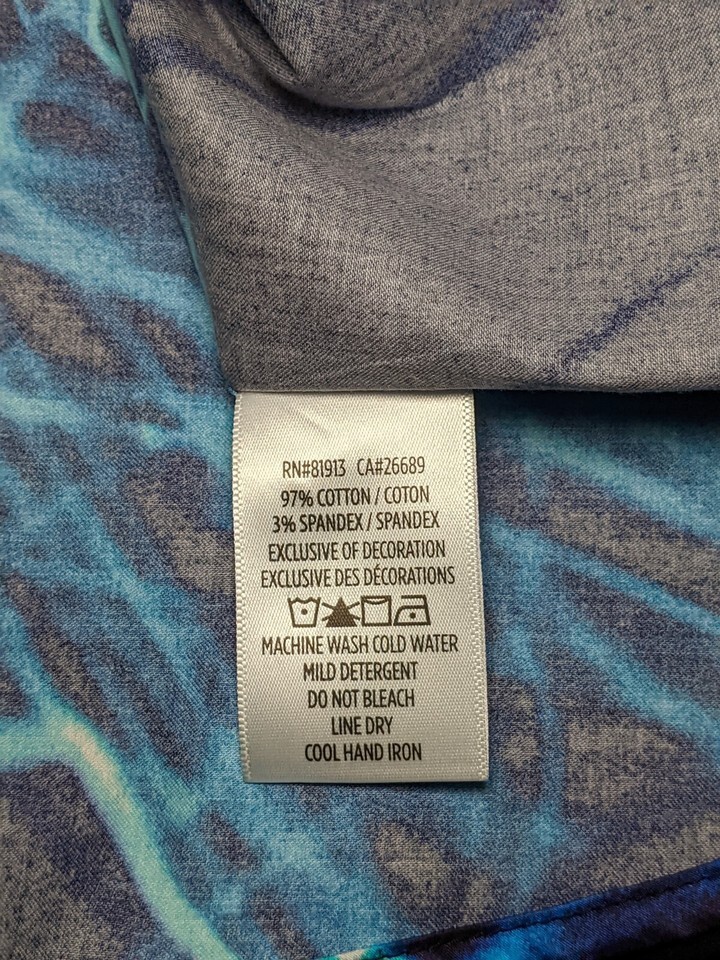 RN#81913 CA#26689
97% COTTON / COTON
3% SPANDEX / SPANDEX
EXCLUSIVE OF DECORATION
EXCLUSIVE DES DÉCORATIONS
MACHINE WASH COLD WATER
MILD DETERGENT
DO NOT BLEACH
LINE DRY
COOL HAND IRON